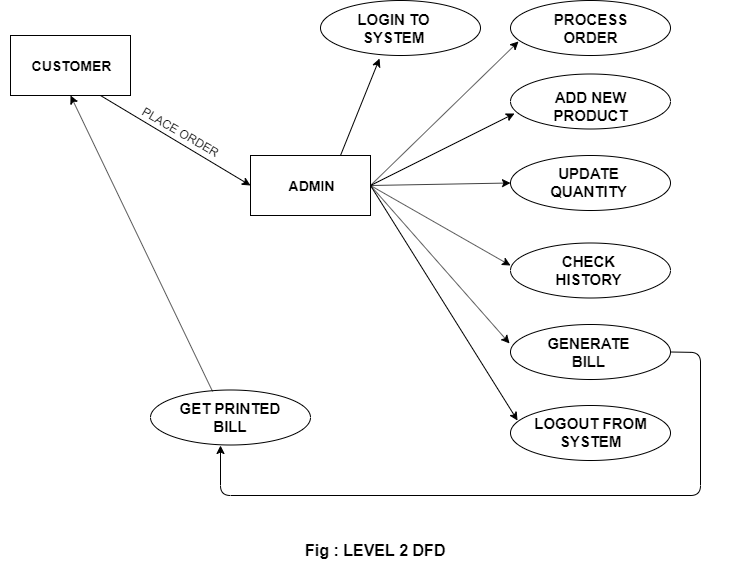 LOGIN TO
SYSTEM
PROCESS
ORDER
CUSTOMER
PLACE ORDER
ADD NEW
PRODUCT
ADMIN
UPDATE
QUANTITY
CHECK
HISTORY
GENERATE
BILL
GET PRINTED
BILL
LOGOUT FROM
SYSTEM
Fig : LEVEL 2 DFD